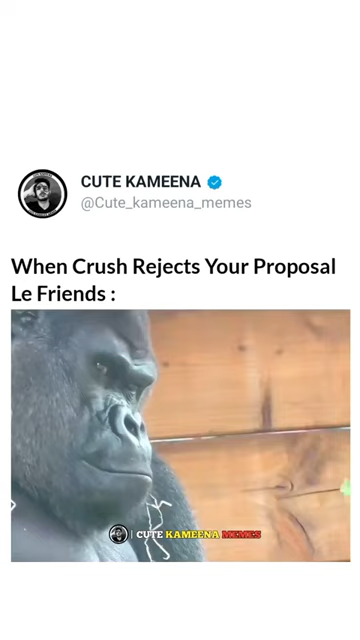 CUTE KAMEENA
@Cute_kameena_memes
When Crush Rejects Your Proposal
Le Friends :
CUTE KAMEENA MEMES